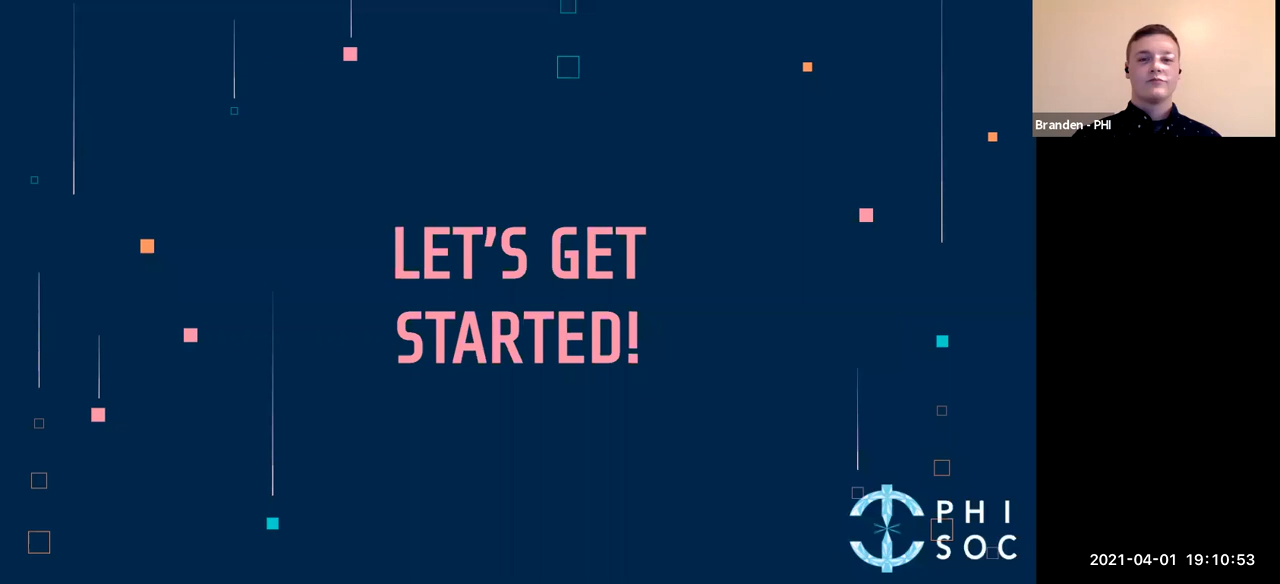 Branden - PHI
LET'S GET
STARTED!
PHI
SOC
2021-04-01 19:10:53